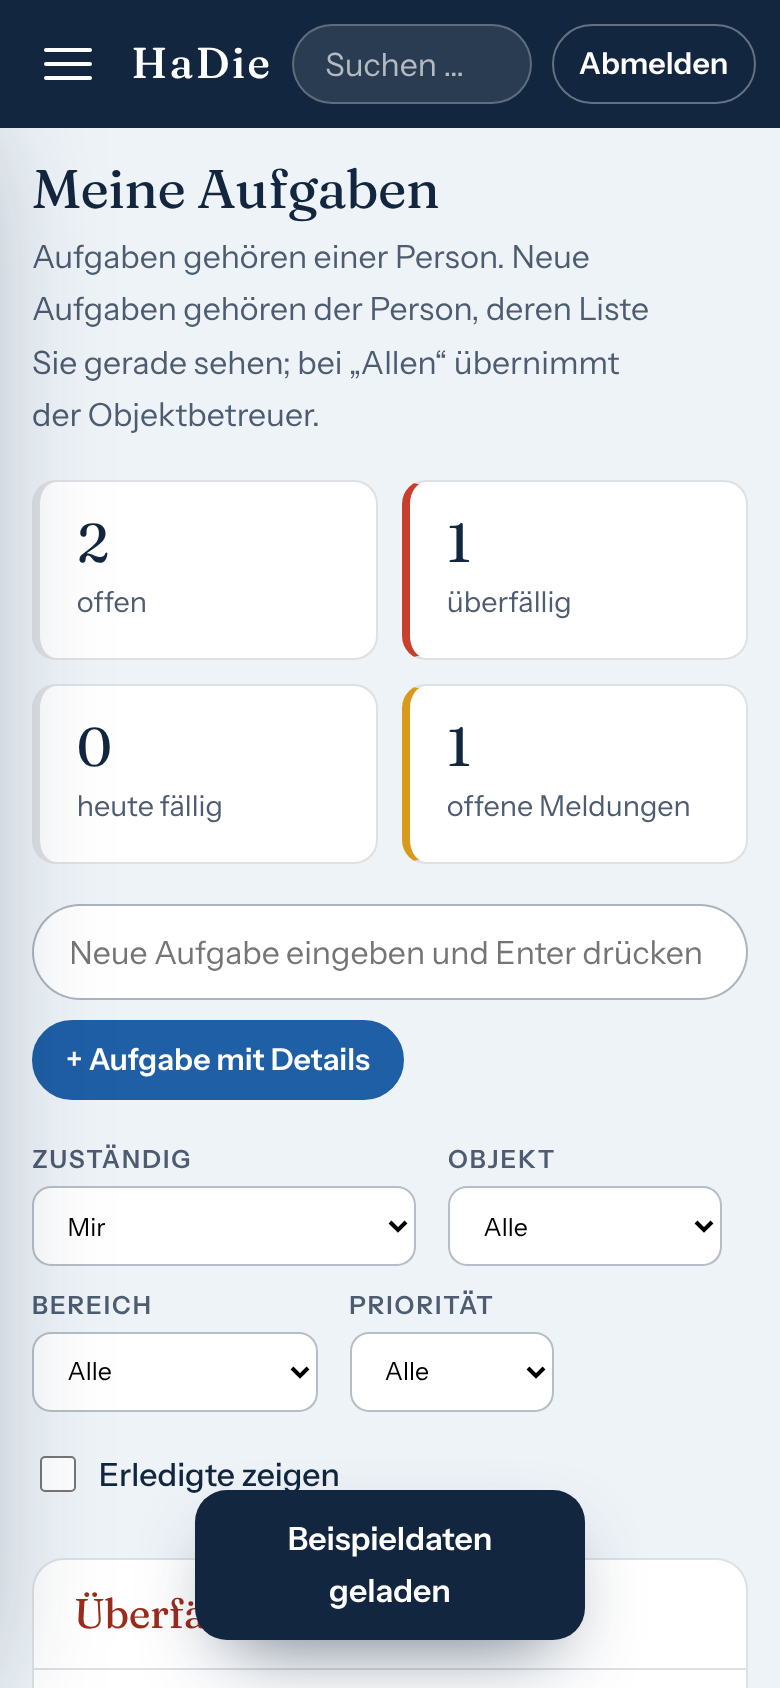 HaDie
Suchen ...
Abmelden
Meine Aufgaben
Aufgaben gehören einer Person. Neue
Aufgaben gehören der Person, deren Liste
Sie gerade sehen; bei „Allen“ übernimmt
der Objektbetreuer.
2
offen
1
überfällig
0
heute fällig
1
offene Meldungen
Neue Aufgabe eingeben und Enter drücken
+ Aufgabe mit Details
ZUSTÄNDIG
OBJEKT
Mir
Alle
BEREICH
PRIORITÄT
Alle
Alle
Erledigte zeigen
Beispieldaten
geladen